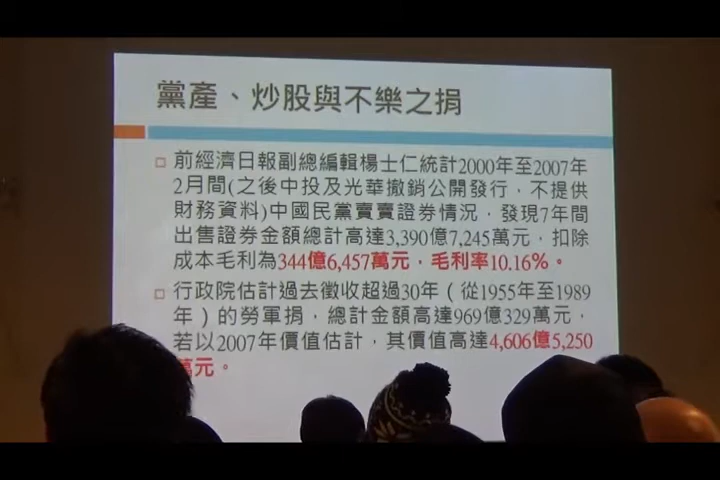 黨產、炒股與不樂之捐
前經濟日報副總編輯楊士仁統計2000年至2007年
2月間(之後中投及光華撤銷公開發行，不提供
財務資料)中國民黨賣賣證券情況，發現7年間
出售證券金額總計高達3,390億7,245萬元，扣除
成本毛利為344億6,457萬元，毛利率10.16%。
行政院估計過去徵收超過30年（從1955年至1989
年）的勞軍捐，總計金額高達969億329萬元，
若以2007年價值估計，其價值高達4,606億5,250
萬元。